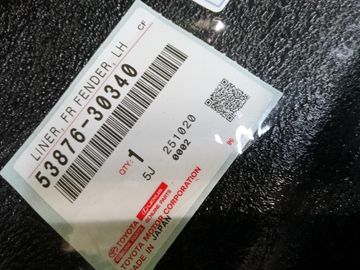 CF
LINER, FR FENDER, LH
53876-30340
QTY: 1
5J 251020
0002
TOYOTA
GENUINE PARTS
TOYOTA MOTOR CORPORATION
MADE IN JAPAN